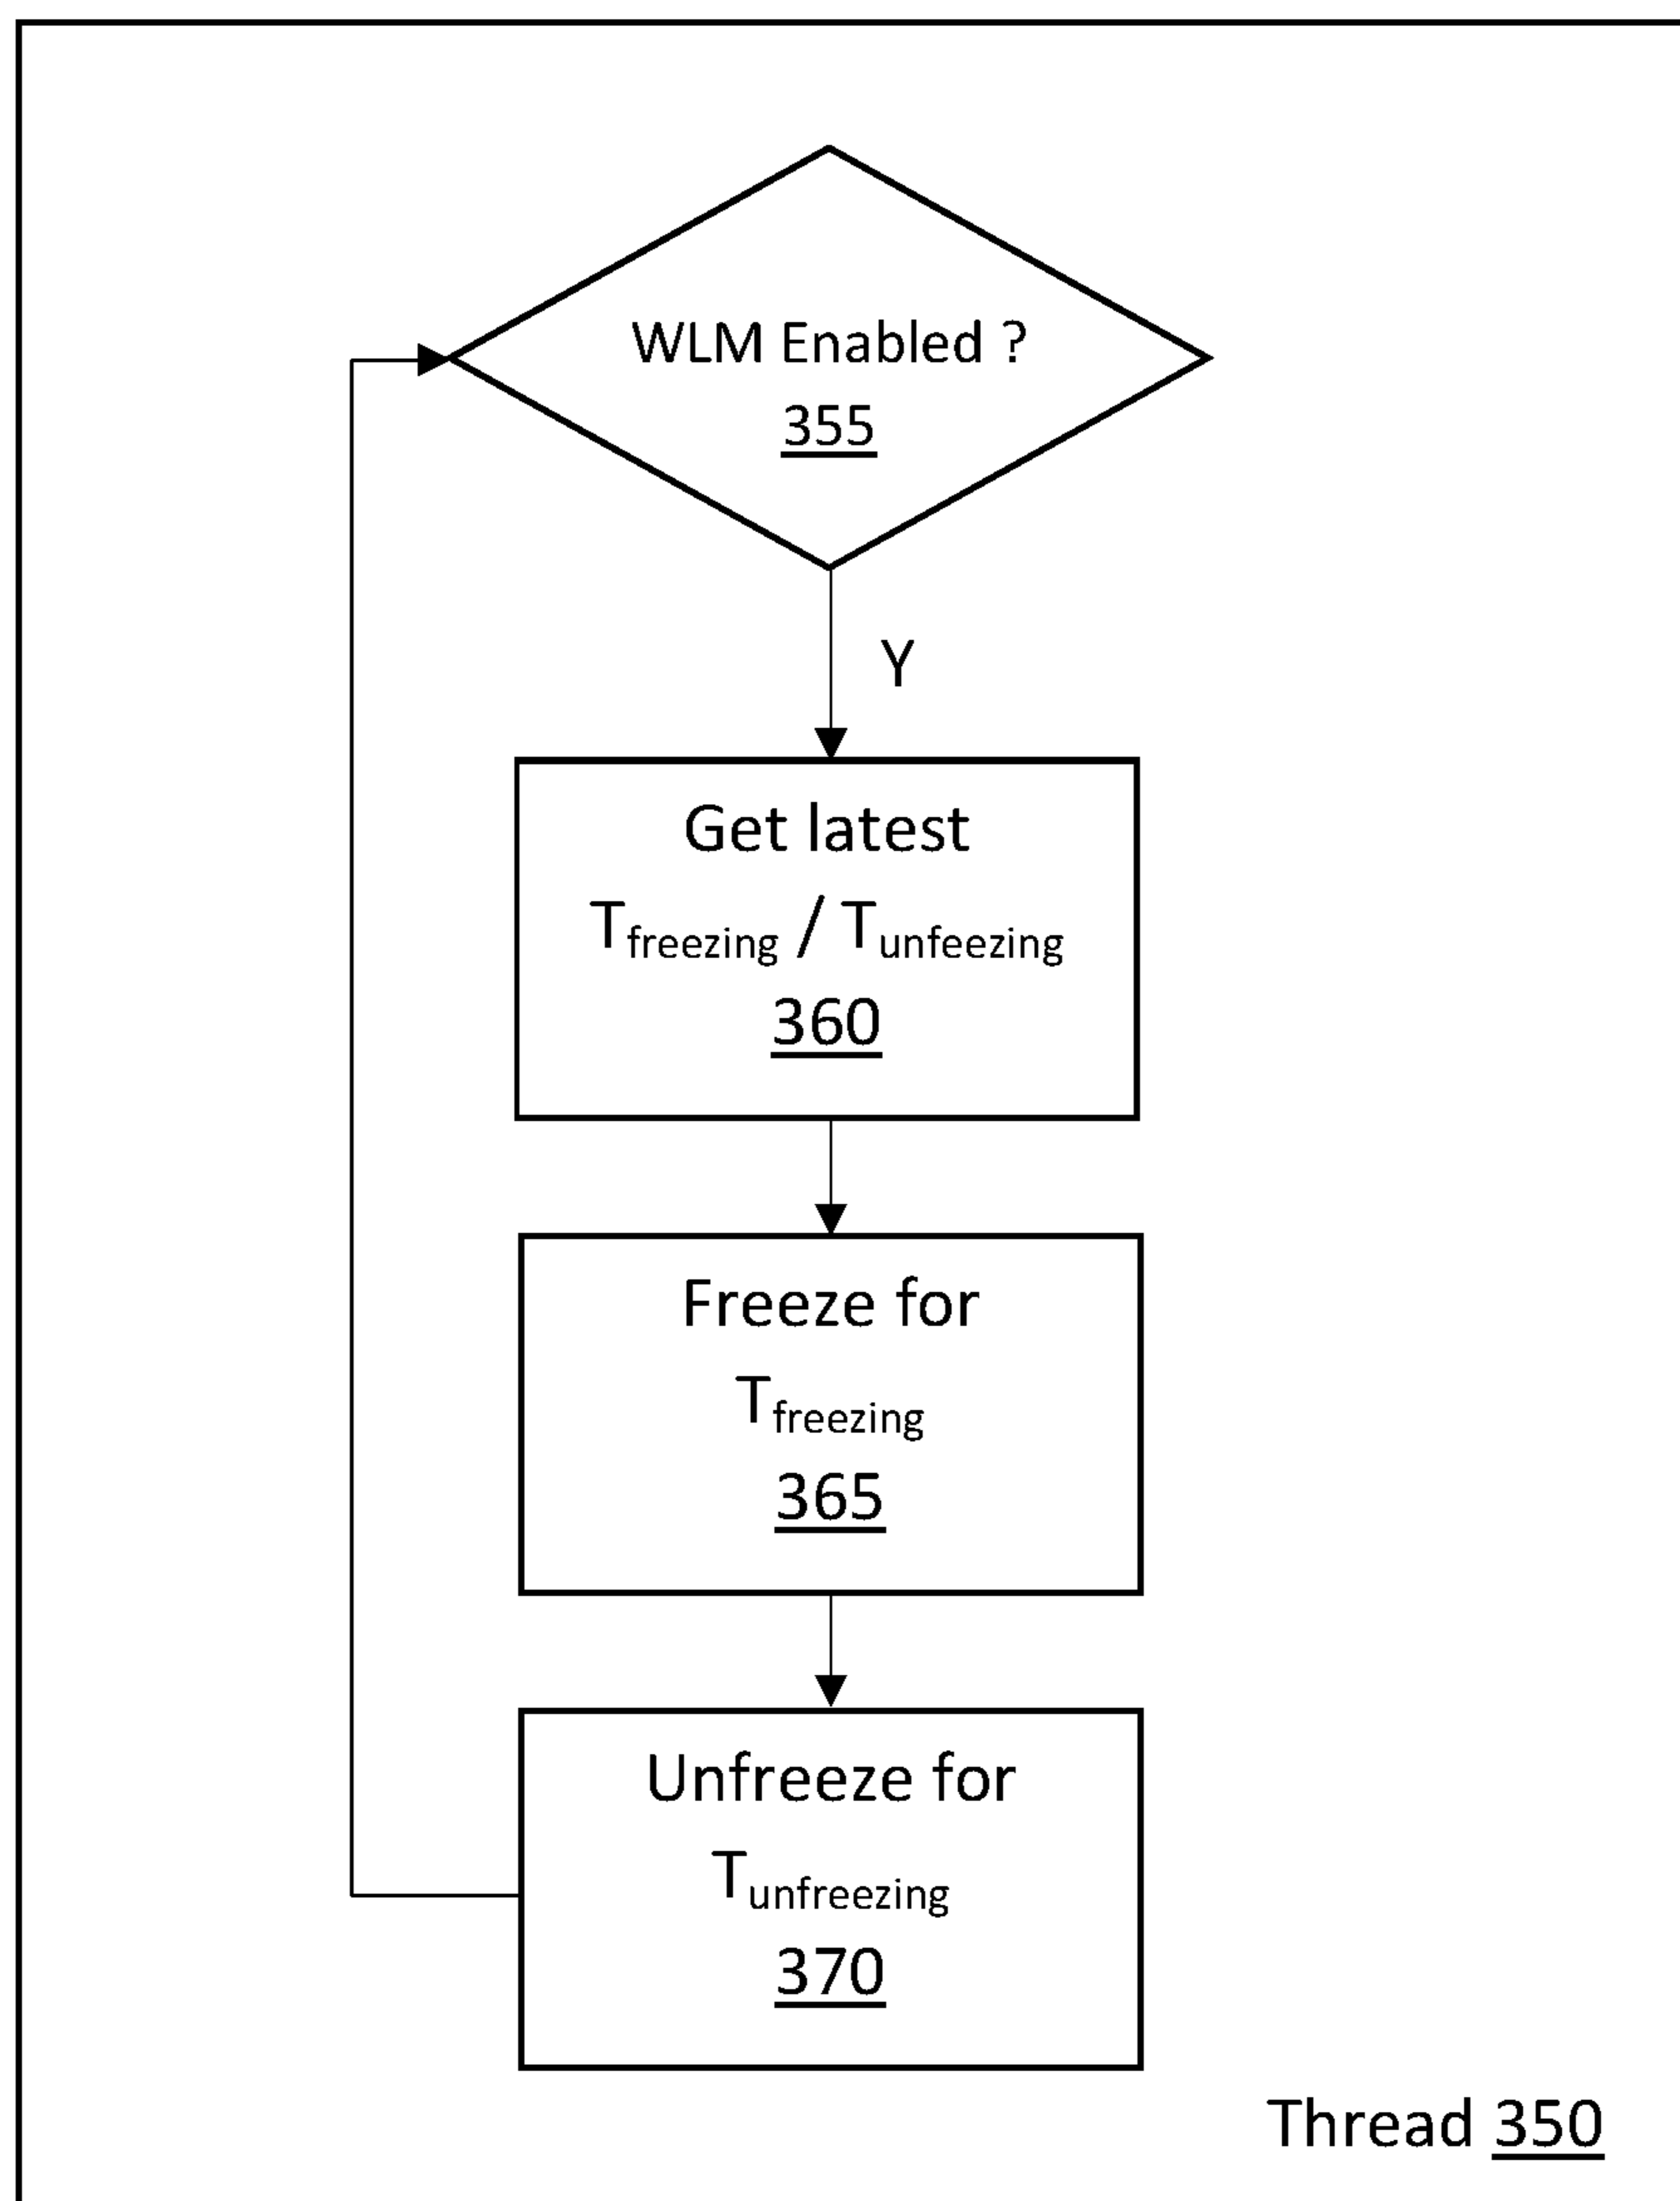 WLM Enabled ?
355
Y
Get latest
Tfreezing / Tunfeezing
360
Freeze for
Tfreezing
365
Unfreeze for
Tunfreezing
370
Thread 350